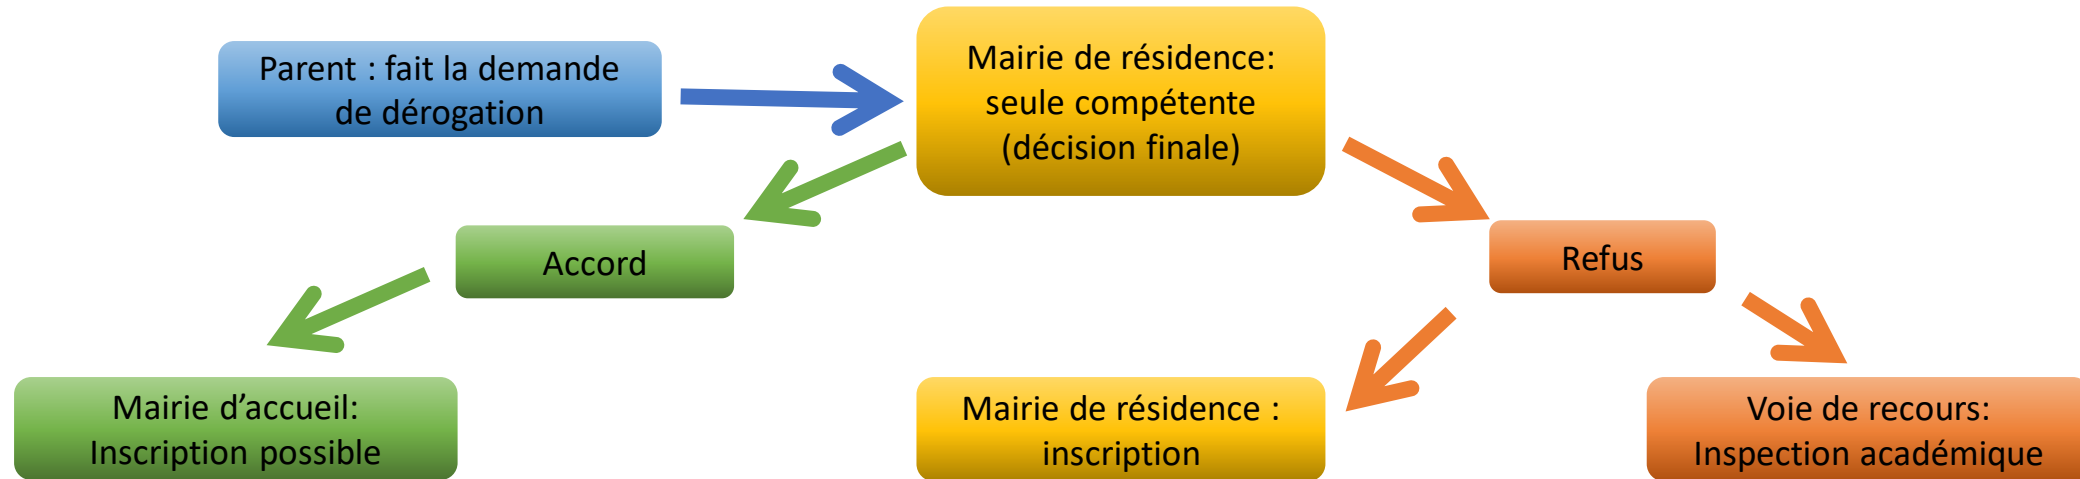 Parent : fait la demande
de dérogation
Mairie de résidence:
seule compétente
(décision finale)
Accord
Refus
Mairie d’accueil:
Inscription possible
Mairie de résidence :
inscription
Voie de recours:
Inspection académique